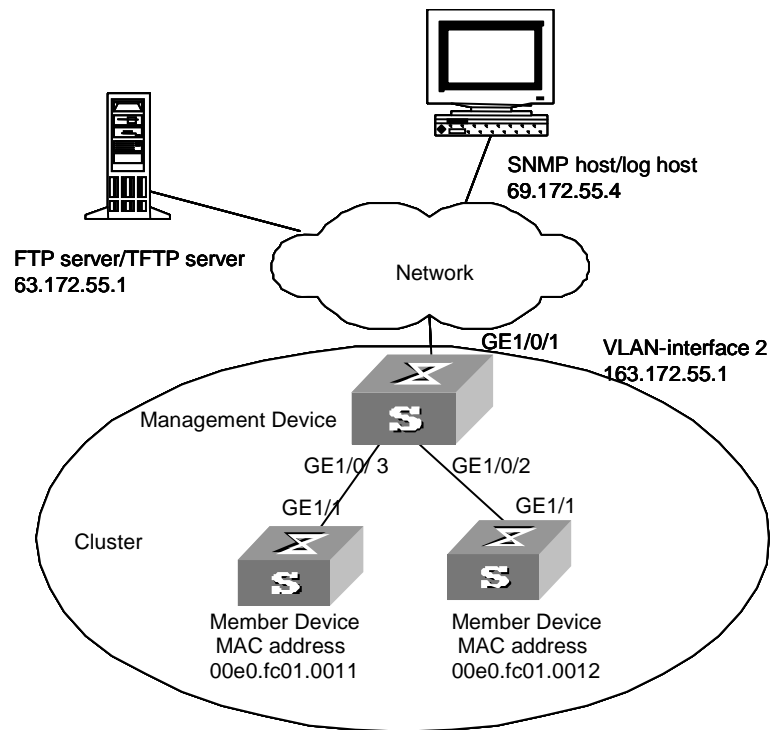 SNMP host/log host
69.172.55.4
FTP server/TFTP server
63.172.55.1
Network
GE1/0/1
VLAN-interface 2
163.172.55.1
Management Device
S
GE1/0/ 3
GE1/0/2
GE1/1
GE1/1
Cluster
S
S
Member Device
MAC address
00e0.fc01.0011
Member Device
MAC address
00e0.fc01.0012